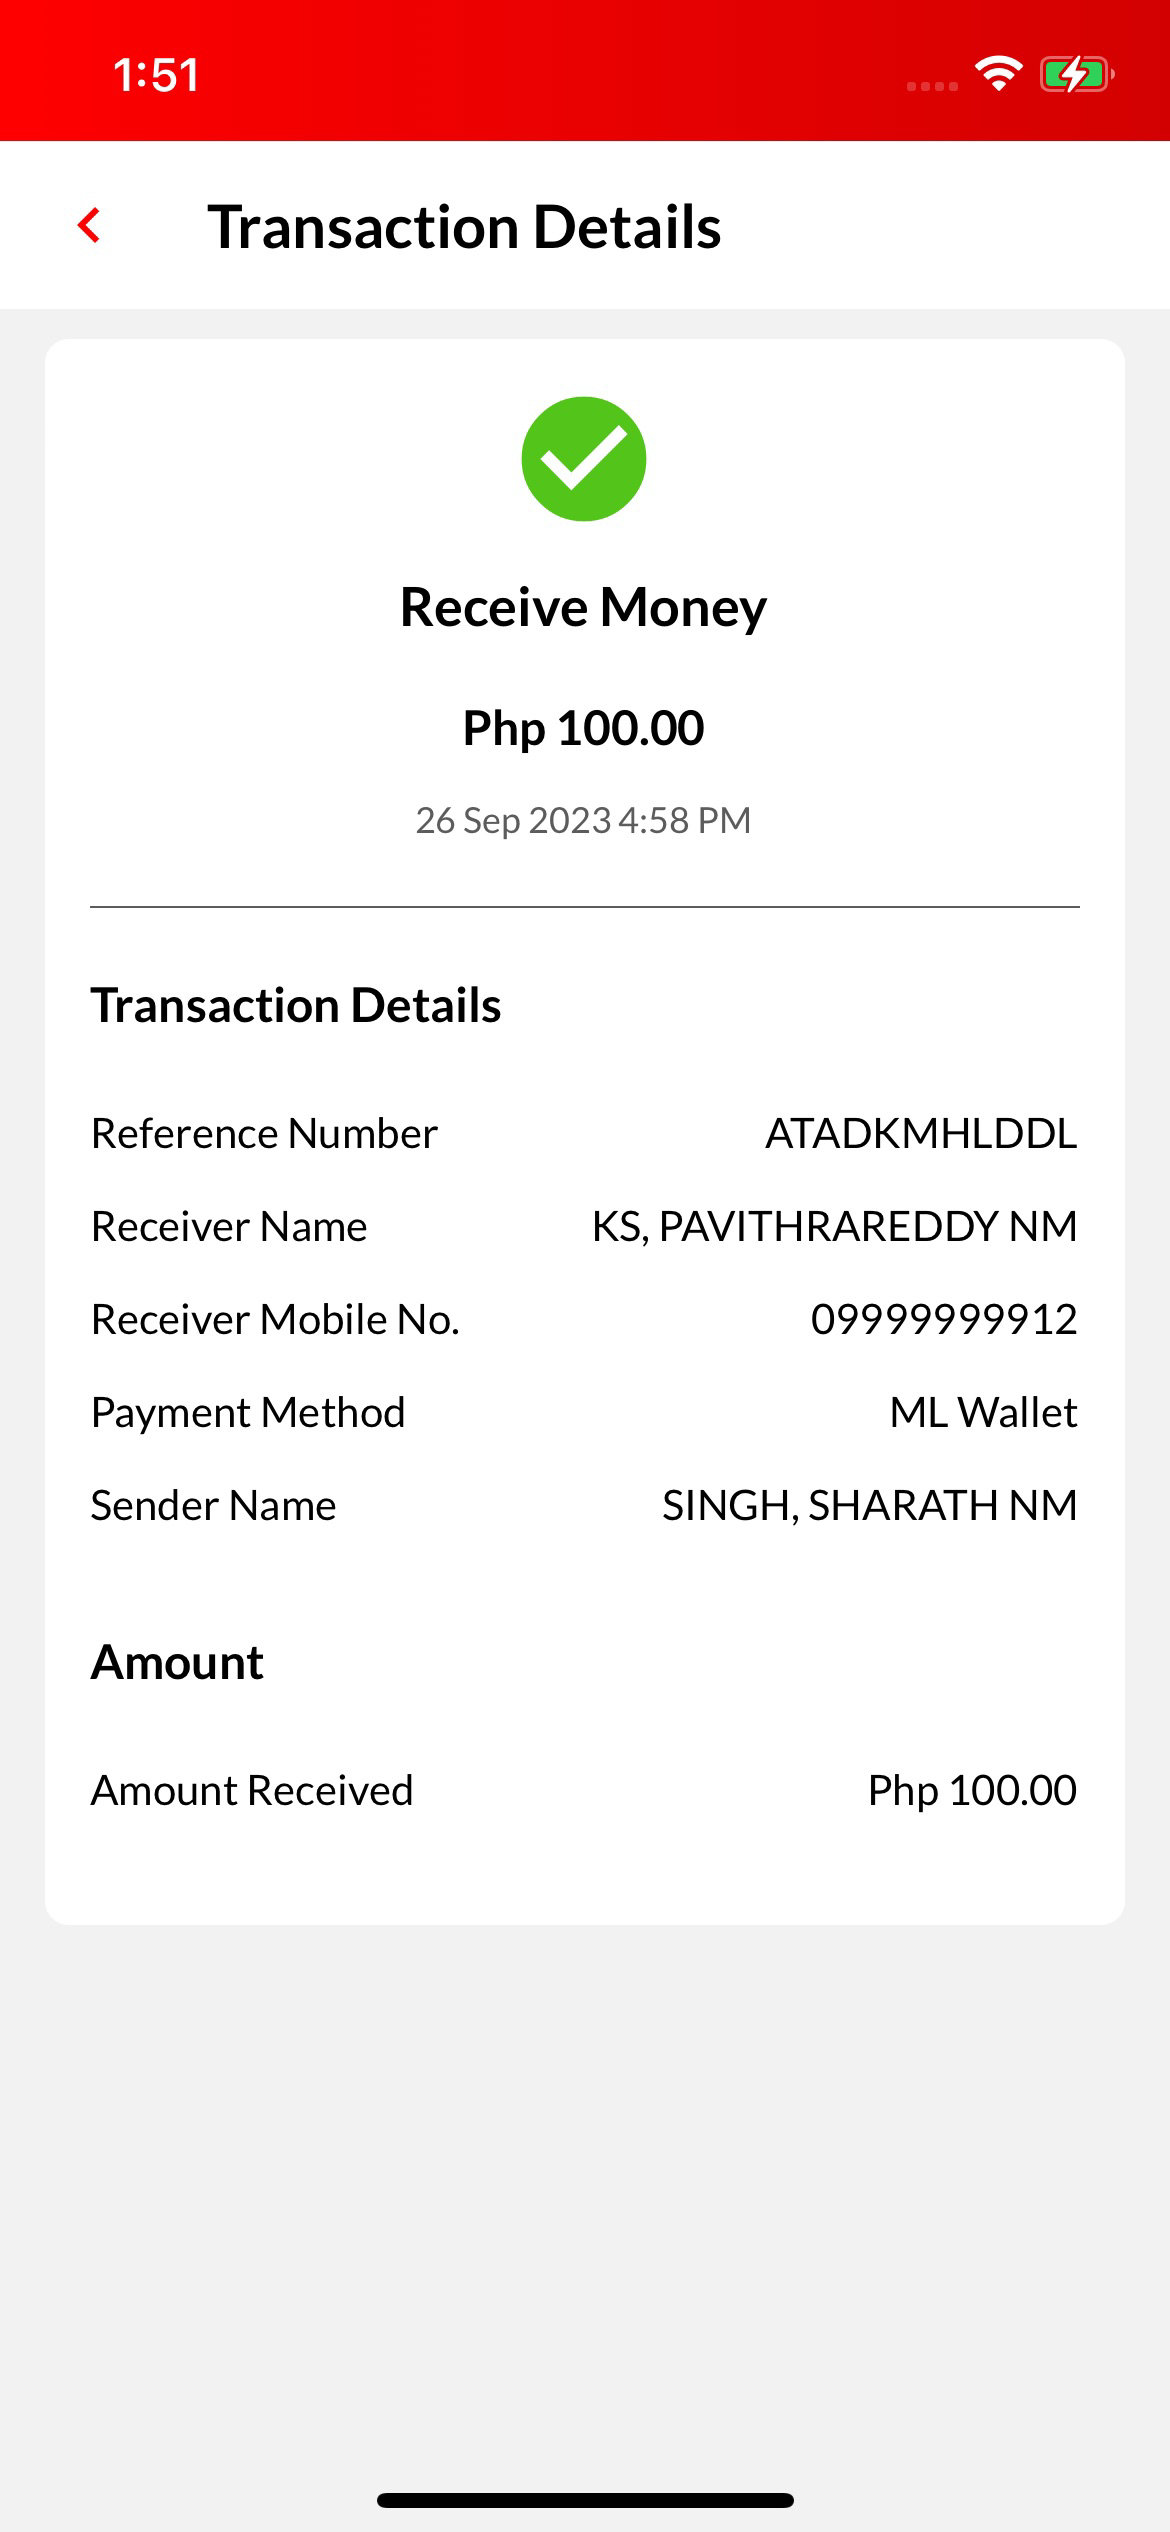 1:51
Transaction Details
Receive Money
Php 100.00
26 Sep 2023 4:58 PM
Transaction Details
Reference Number ATADKMHLDDL
Receiver Name KS, PAVITHRAREDDY NM
Receiver Mobile No. 09999999912
Payment Method ML Wallet
Sender Name SINGH, SHARATH NM
Amount
Amount Received Php 100.00